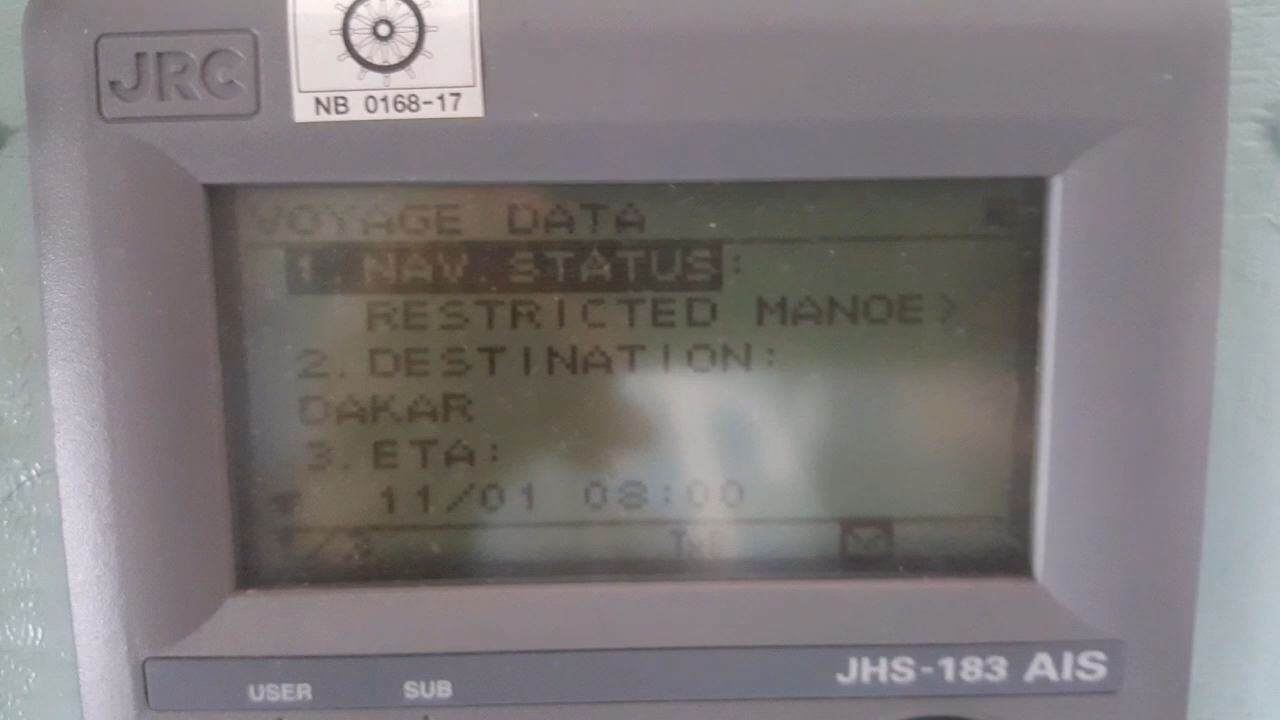 JRC
NB 0168-17
VOYAGE DATA
1. NAV.STATUS:
RESTRICTED MANOE>
2. DESTINATION:
DAKAR
3. ETA:
11/01 08:00
USER SUB
JHS-183 AIS